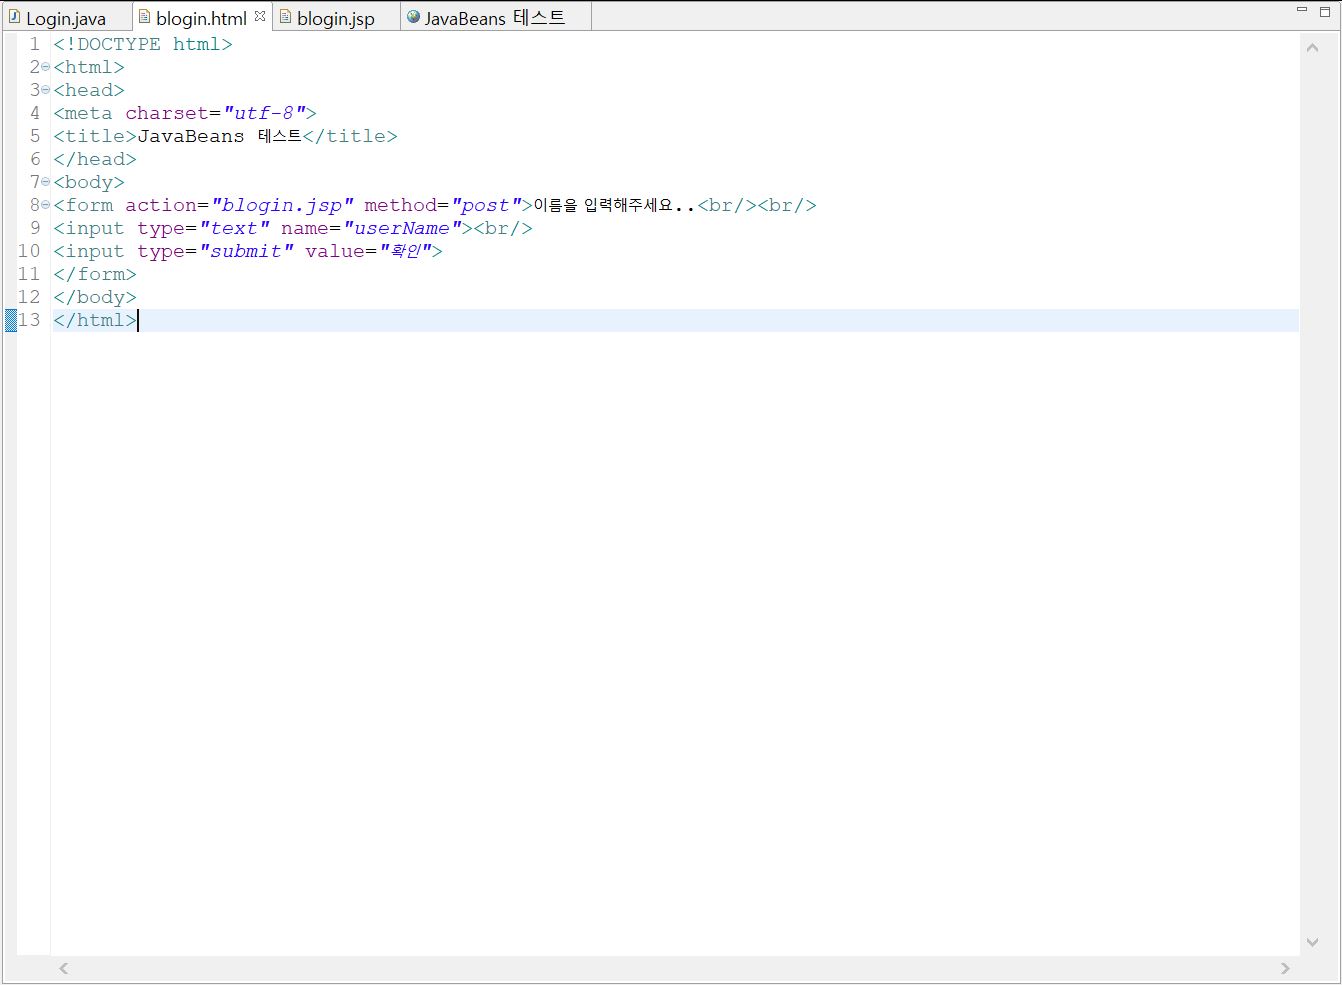 Login.java blogin.html blogin.jsp JavaBeans 테스트
1 <!DOCTYPE html>
2 <html>
3 <head>
4 <meta charset="utf-8">
5 <title>JavaBeans 테스트</title>
6 </head>
7 <body>
8 <form action="blogin.jsp" method="post">이름을 입력해주세요..<br/><br/>
9 <input type="text" name="userName"><br/>
10 <input type="submit" value="확인">
11 </form>
12 </body>
13 </html>